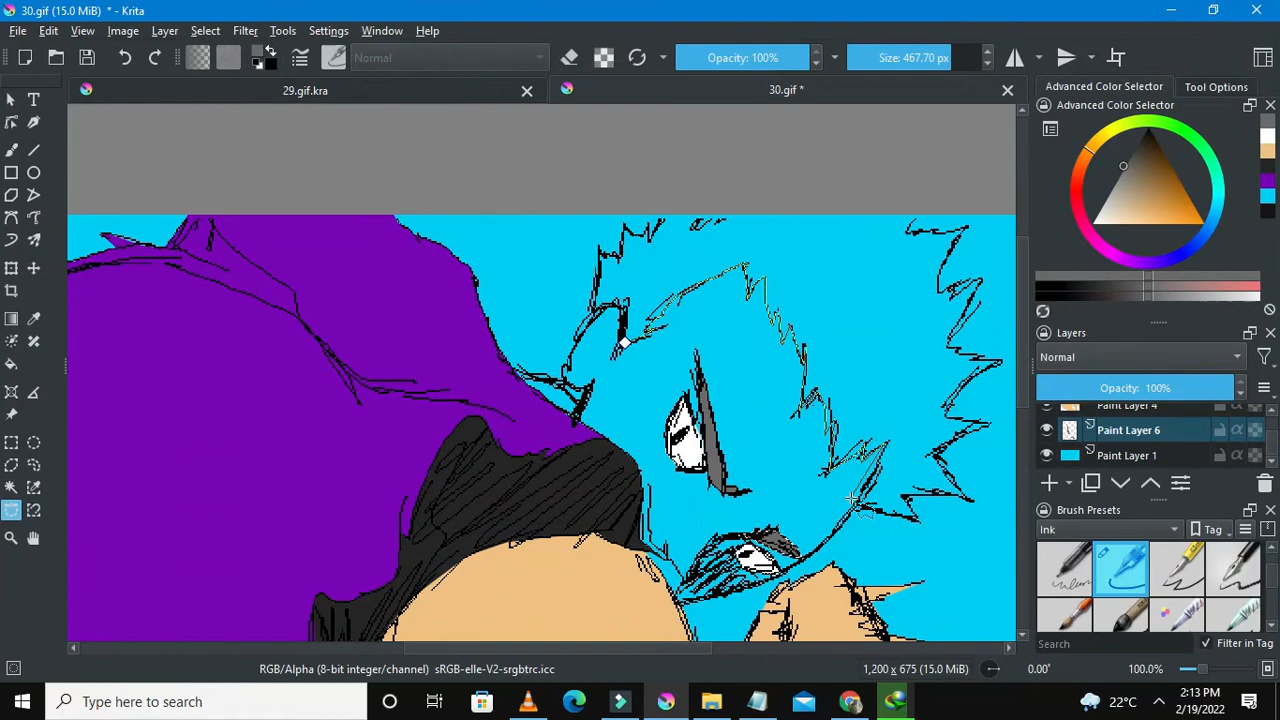 30.gif (15.0 MiB) * - Krita
File Edit View Image Layer Select Filter Tools Settings Window Help
Normal Opacity: 100% Size: 467.70 px
29.gif.kra 30.gif *
Advanced Color Selector Tool Options
Advanced Color Selector
Layers
Normal
Opacity: 100%
Paint Layer 4
Paint Layer 6
Paint Layer 1
Brush Presets
Ink Tag
Search Filter in Tag
RGB/Alpha (8-bit integer/channel) sRGB-elle-V2-srgbtrc.icc 1,200 x 675 (15.0 MiB) 0.00° 100.0%
Type here to search 22°C 2:13 PM
2/19/2022